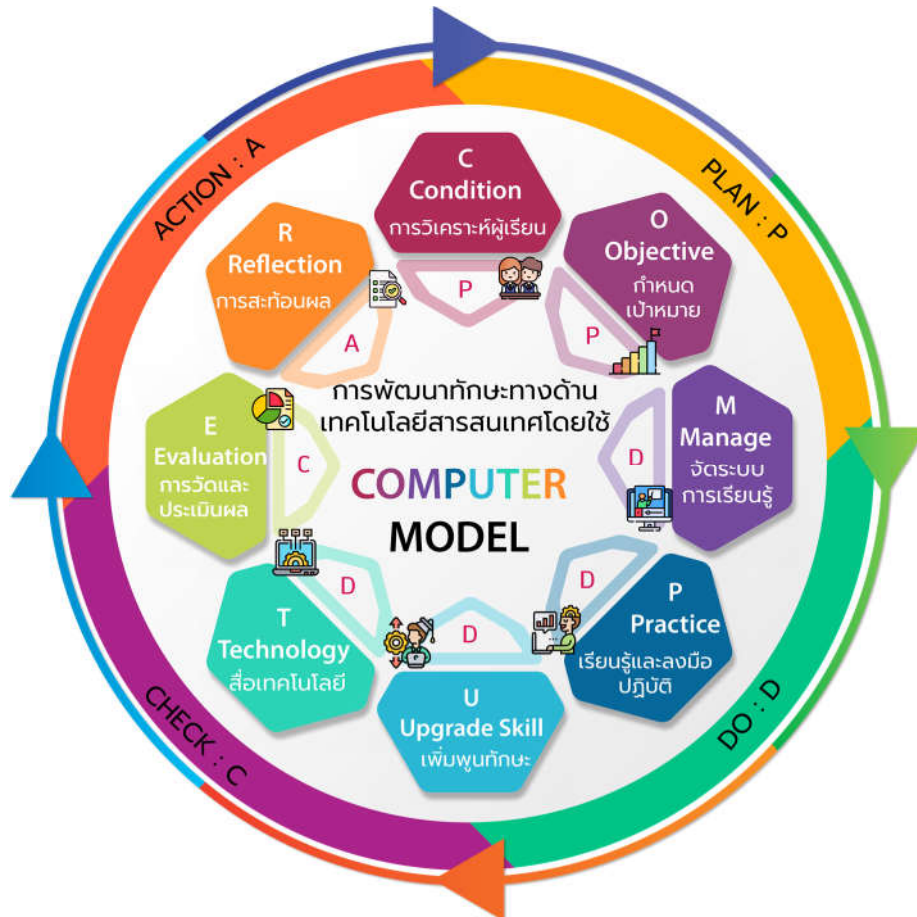 ACTION : A
PLAN : P
C
Condition
การวิเคราะห์ผู้เรียน
P
O
Objective
กำหนด
เป้าหมาย
P
M
Manage
จัดระบบ
การเรียนรู้
D
P
Practice
เรียนรู้และลงมือ
ปฏิบัติ
D
U
Upgrade Skill
เพิ่มพูนทักษะ
D
T
Technology
สื่อเทคโนโลยี
D
E
Evaluation
การวัดและ
ประเมินผล
C
R
Reflection
การสะท้อนผล
A
การพัฒนาทักษะทางด้าน
เทคโนโลยีสารสนเทศโดยใช้
COMPUTER
MODEL
CHECK : C
DO : D